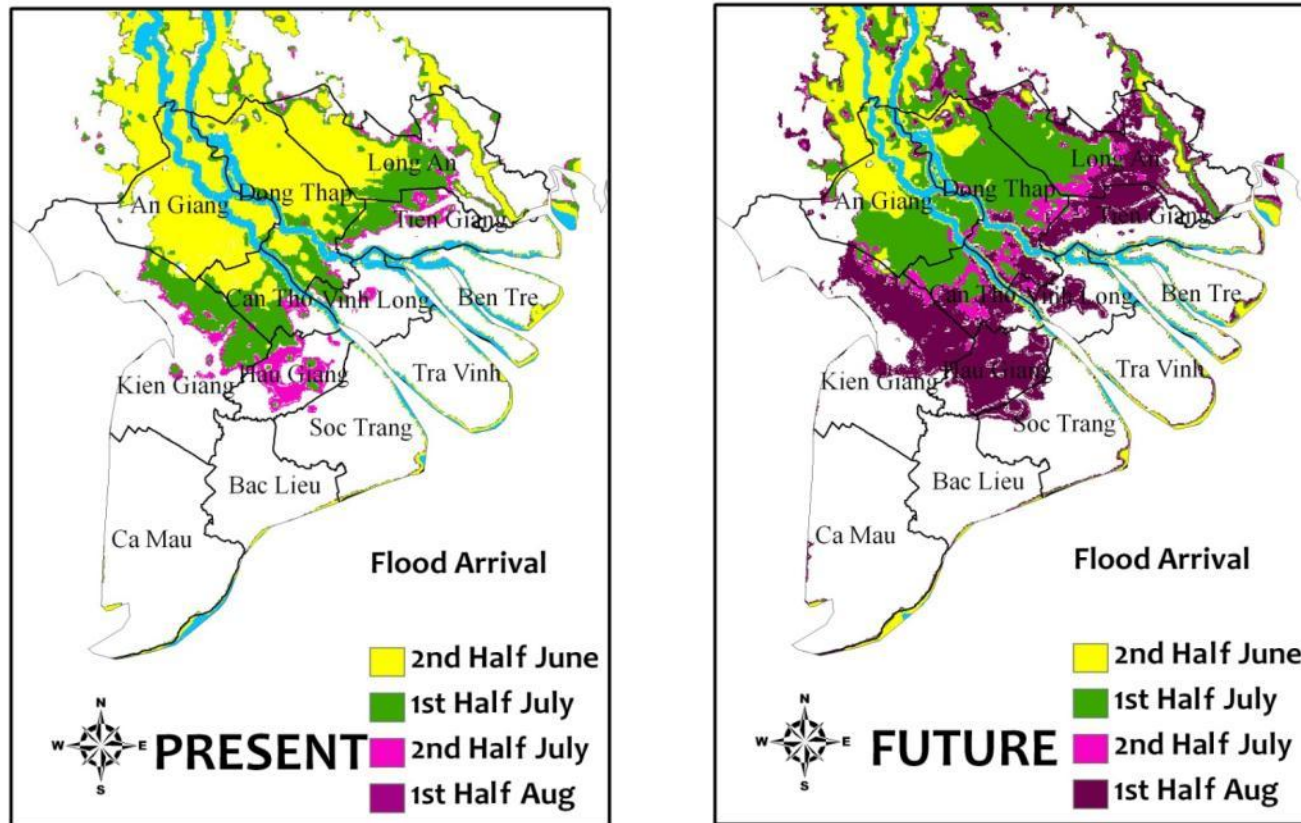 Long An
Dong Thap
An Giang
Tien Giang
Can Tho
Vinh Long
Ben Tre
Kien Giang
Hau Giang
Tra Vinh
Soc Trang
Bac Lieu
Ca Mau
Flood Arrival
2nd Half June
1st Half July
2nd Half July
1st Half Aug
N
W
E
S
PRESENT
Long An
Dong Thap
An Giang
Tien Giang
Can Tho
Vinh Long
Ben Tre
Kien Giang
Hau Giang
Tra Vinh
Soc Trang
Bac Lieu
Ca Mau
Flood Arrival
2nd Half June
1st Half July
2nd Half July
1st Half Aug
N
W
E
S
FUTURE